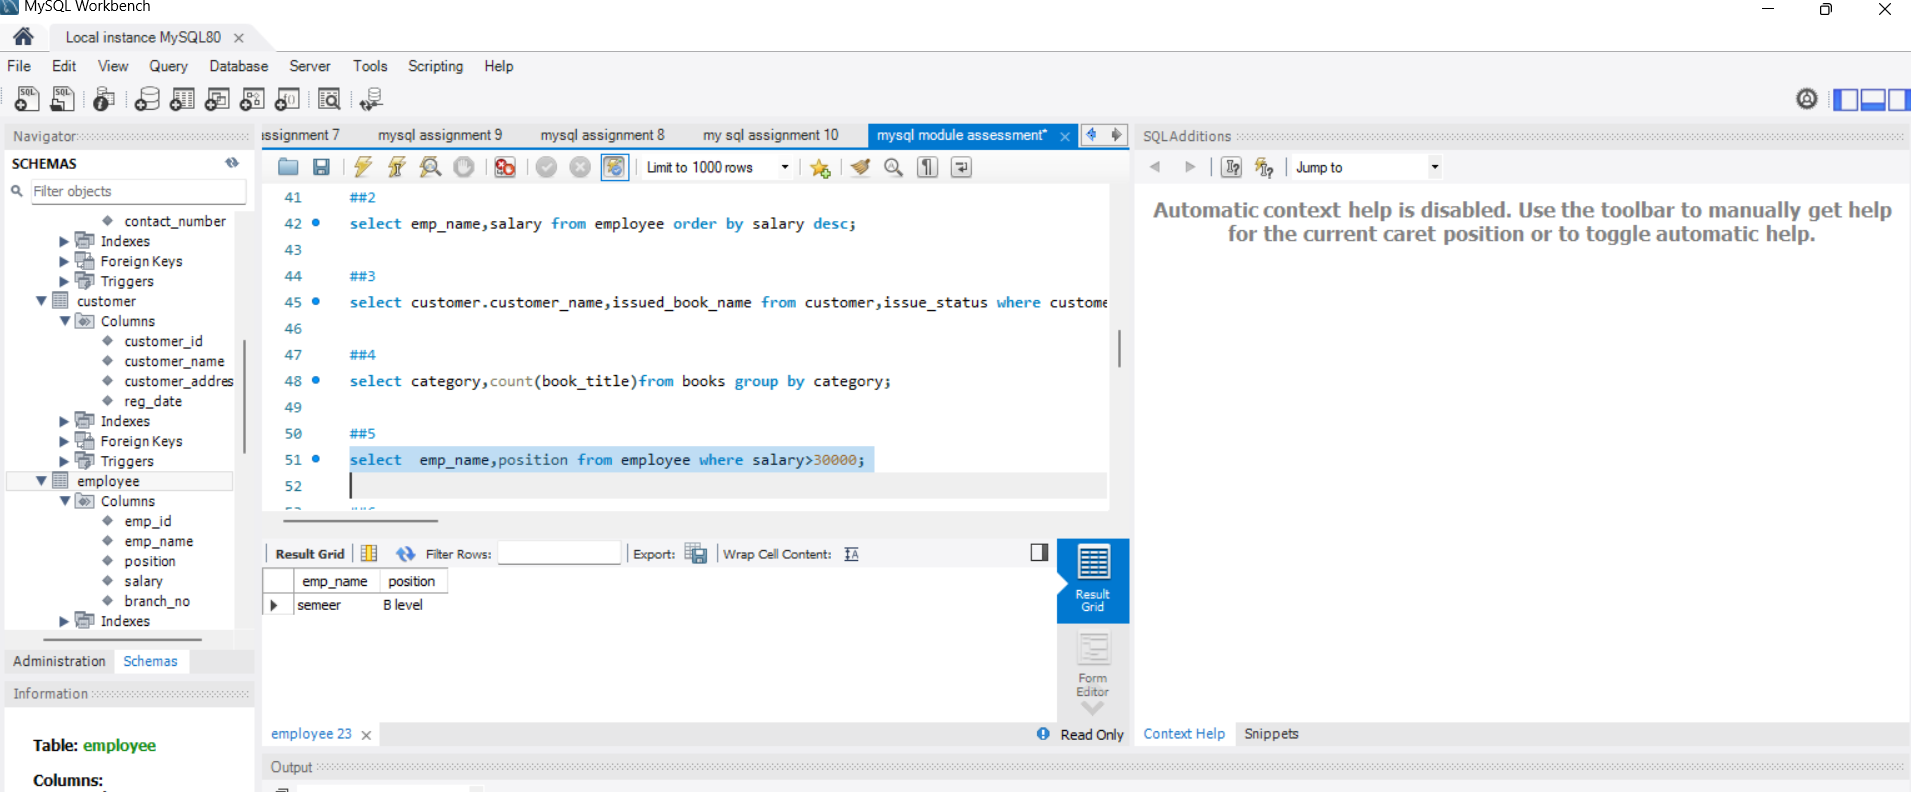 MySQL Workbench
Local instance MySQL80
File Edit View Query Database Server Tools Scripting Help
Navigator
SCHEMAS
Filter objects
contact_number
Indexes
Foreign Keys
Triggers
customer
Columns
customer_id
customer_name
customer_addres
reg_date
Indexes
Foreign Keys
Triggers
employee
Columns
emp_id
emp_name
position
salary
branch_no
Indexes
Administration Schemas
Information
Table: employee
Columns:
assignment 7 mysql assignment 9 mysql assignment 8 my sql assignment 10 mysql module assessment*
Limit to 1000 rows
41 ##2
42 select emp_name,salary from employee order by salary desc;
43
44 ##3
45 select customer.customer_name,issued_book_name from customer,issue_status where custome
46
47 ##4
48 select category,count(book_title)from books group by category;
49
50 ##5
51 select  emp_name,position from employee where salary>30000;
52
Result Grid Filter Rows: Export: Wrap Cell Content:
emp_name position
semeer B level
Result
Grid
Form
Editor
employee 23 Read Only
Output
SQLAdditions
Jump to
Automatic context help is disabled. Use the toolbar to manually get help
for the current caret position or to toggle automatic help.
Context Help Snippets